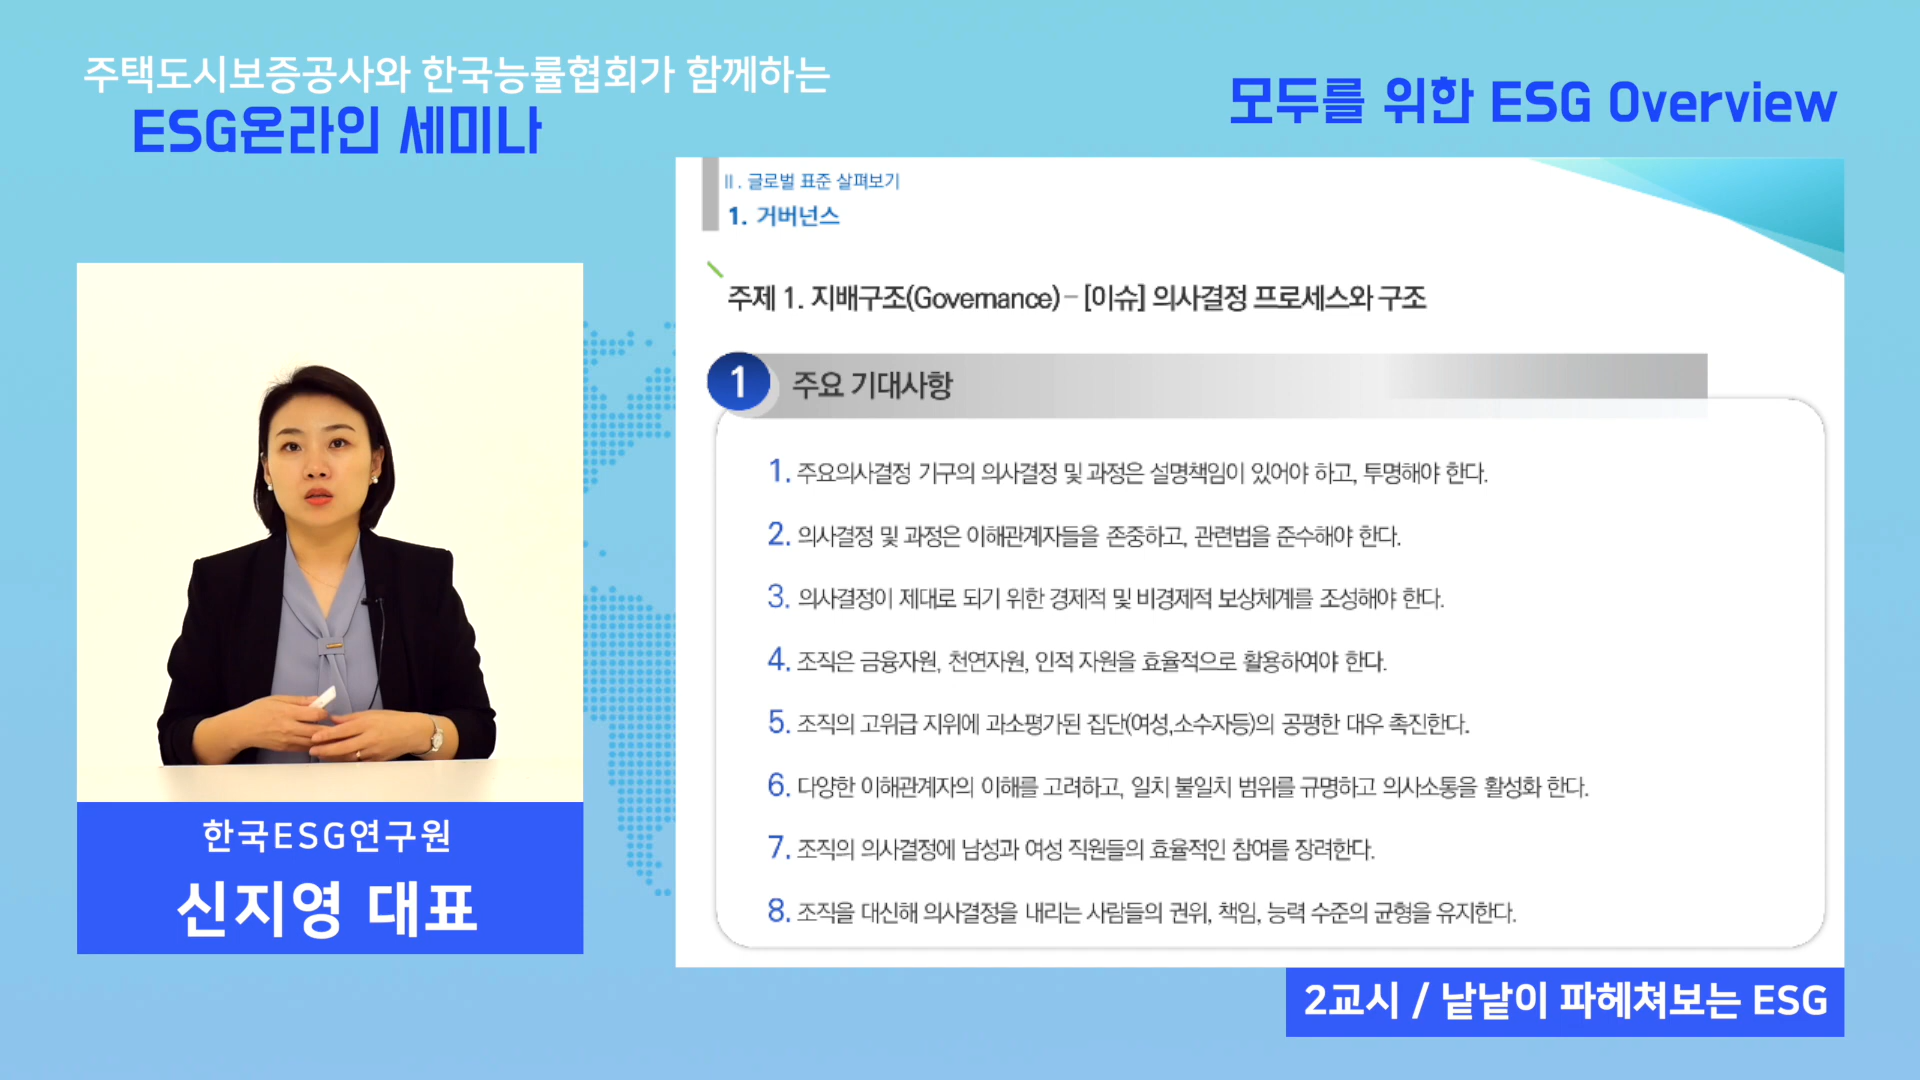 주택도시보증공사와 한국능률협회가 함께하는
ESG온라인 세미나
모두를 위한 ESG Overview
Ⅱ. 글로벌 표준 살펴보기
1. 거버넌스
주제 1. 지배구조(Governance) – [이슈] 의사결정 프로세스와 구조
1 주요 기대사항
1. 주요의사결정 기구의 의사결정 및 과정은 설명책임이 있어야 하고, 투명해야 한다.
2. 의사결정 및 과정은 이해관계자들을 존중하고, 관련법을 준수해야 한다.
3. 의사결정이 제대로 되기 위한 경제적 및 비경제적 보상체계를 조성해야 한다.
4. 조직은 금융자원, 천연자원, 인적 자원을 효율적으로 활용하여야 한다.
5. 조직의 고위급 지위에 과소평가된 집단(여성,소수자등)의 공평한 대우 촉진한다.
6. 다양한 이해관계자의 이해를 고려하고, 일치 불일치 범위를 규명하고 의사소통을 활성화 한다.
7. 조직의 의사결정에 남성과 여성 직원들의 효율적인 참여를 장려한다.
8. 조직을 대신해 의사결정을 내리는 사람들의 권위, 책임, 능력 수준의 균형을 유지한다.
한국ESG연구원
신지영 대표
2교시 / 낱낱이 파헤쳐보는 ESG